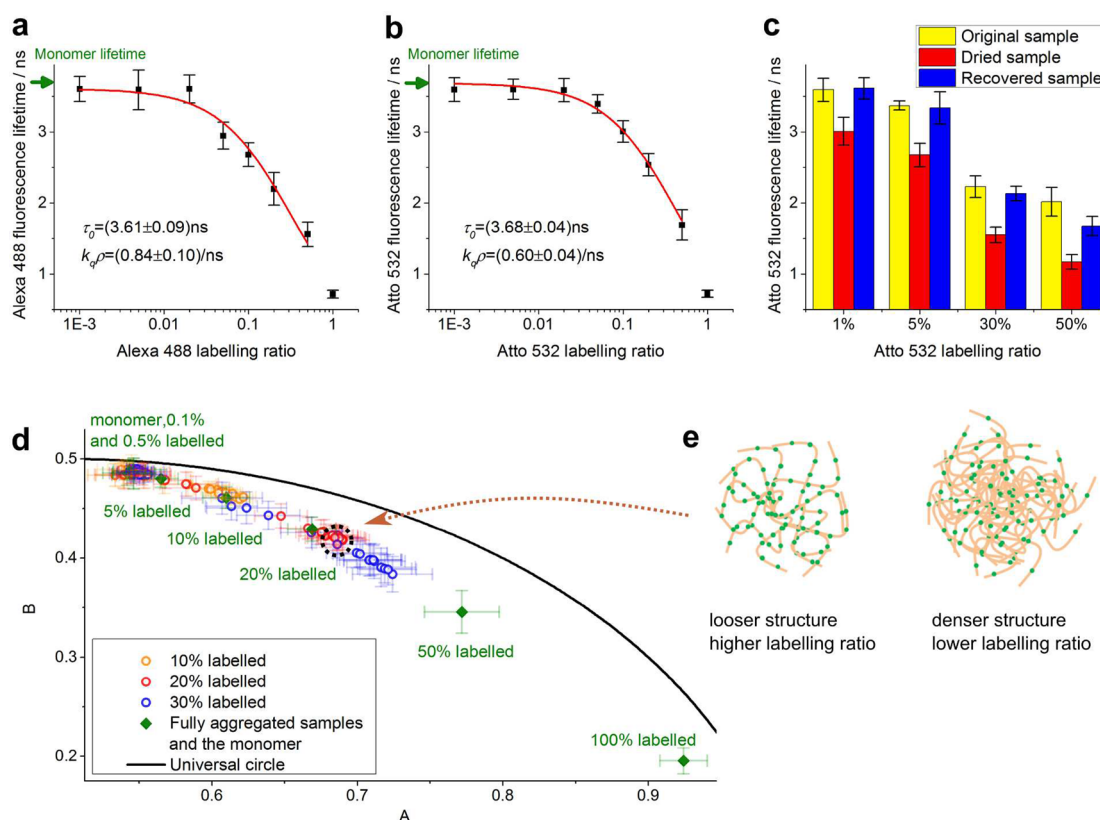 a
Monomer lifetime
Alexa 488 fluorescence lifetime / ns
3
2
1
τ0=(3.61±0.09)ns
kqρ=(0.84±0.10)/ns
1E-3 0.01 0.1 1
Alexa 488 labelling ratio
b
Monomer lifetime
Atto 532 fluorescence lifetime / ns
3
2
1
τ0=(3.68±0.04)ns
kqρ=(0.60±0.04)/ns
1E-3 0.01 0.1 1
Atto 532 labelling ratio
c
Original sample
Dried sample
Recovered sample
Atto 532 fluorescence lifetime / ns
3
2
1
1% 5% 30% 50%
Atto 532 labelling ratio
d
monomer,0.1%
and 0.5% labelled
5% labelled
10% labelled
20% labelled
50% labelled
100% labelled
B
0.5
0.4
0.3
0.2
10% labelled
20% labelled
30% labelled
Fully aggregated samples
and the monomer
Universal circle
0.6 0.7 0.8 0.9
A
e
looser structure
higher labelling ratio
denser structure
lower labelling ratio